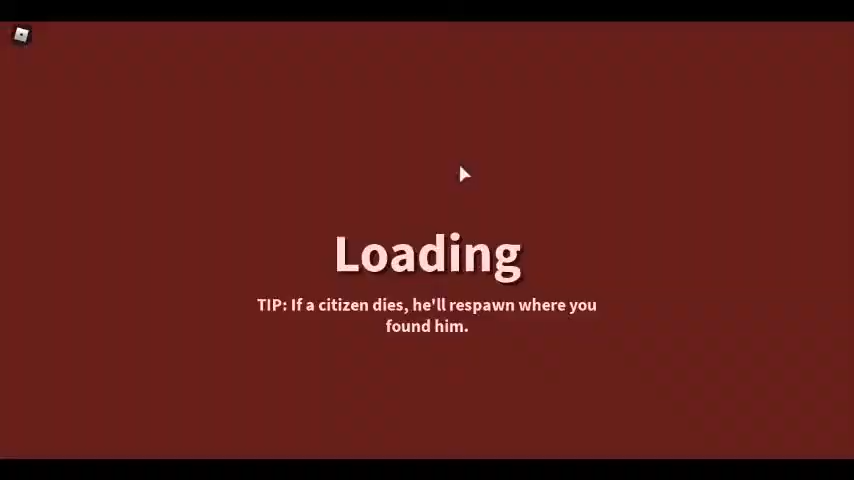 Loading
TIP: If a citizen dies, he'll respawn where you
found him.